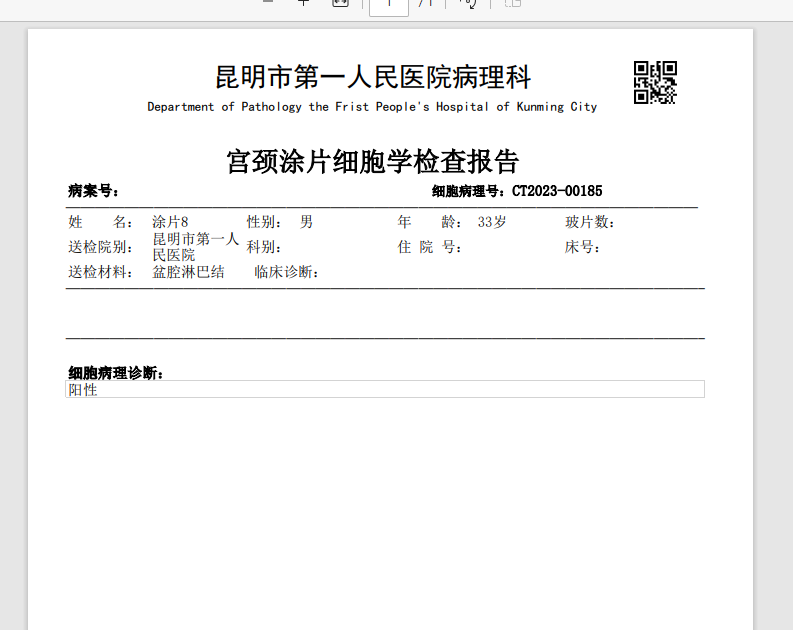 昆明市第一人民医院病理科
Department of Pathology the Frist People's Hospital of Kunming City
宫颈涂片细胞学检查报告
病案号： 细胞病理号：CT2023-00185
姓 名： 涂片8 性别： 男 年 龄： 33岁 玻片数：
送检院别： 昆明市第一人民医院 科别： 住 院 号： 床号：
送检材料： 盆腔淋巴结 临床诊断：
细胞病理诊断：
阳性